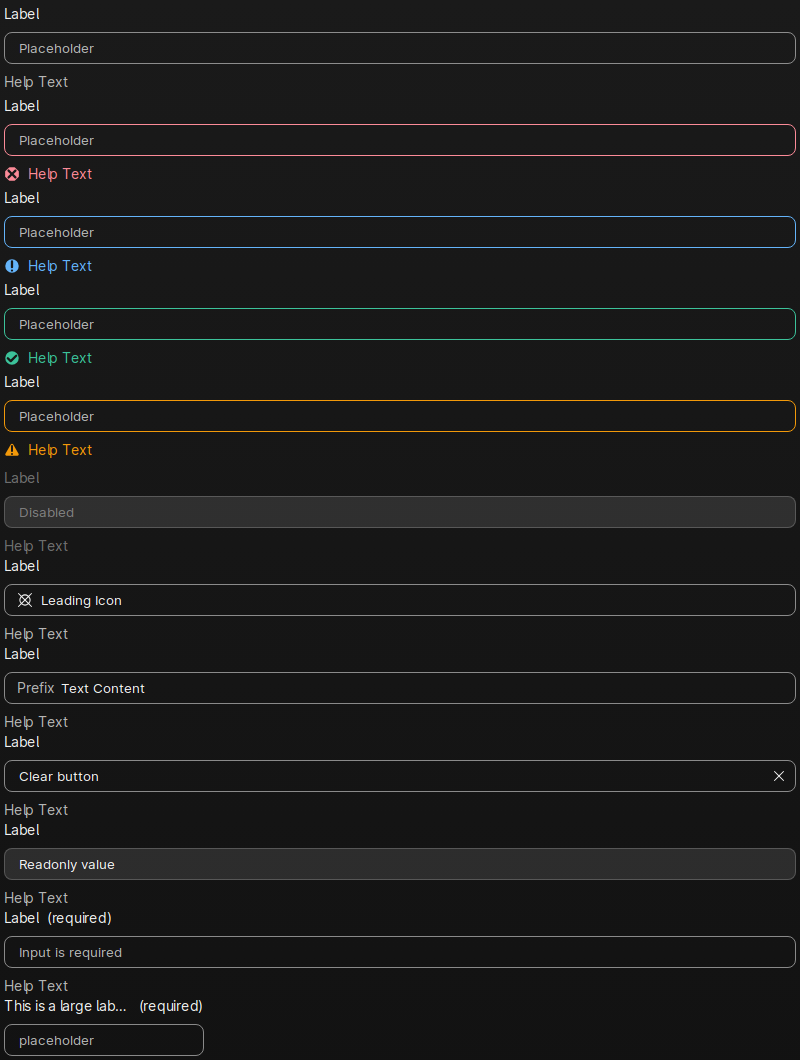 Label
Placeholder
Help Text
Label
Placeholder
Help Text
Label
Placeholder
Help Text
Label
Placeholder
Help Text
Label
Placeholder
Help Text
Label
Disabled
Help Text
Label
Leading Icon
Help Text
Label
Prefix Text Content
Help Text
Label
Clear button
Help Text
Label
Readonly value
Help Text
Label (required)
Input is required
Help Text
This is a large lab... (required)
placeholder